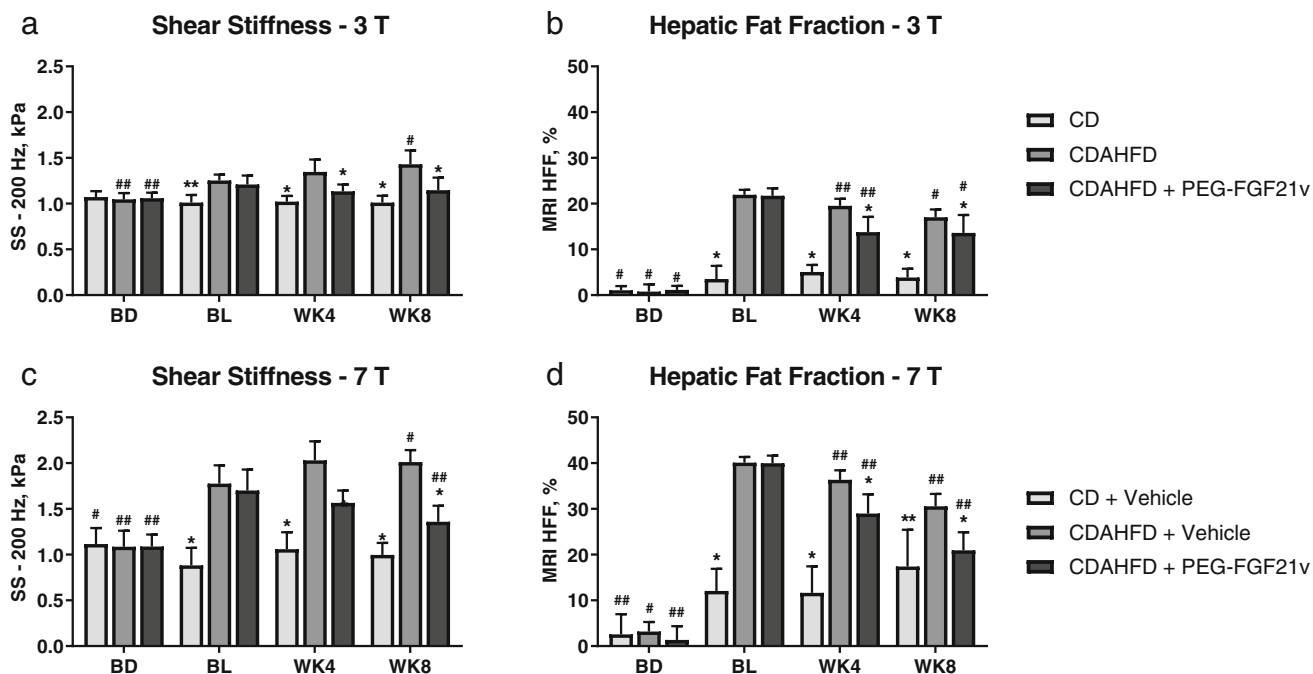 a Shear Stiffness - 3 T
SS - 200 Hz, kPa
2.5
2.0
1.5
1.0
0.5
0.0
## ## ** * * * # *
BD BL WK4 WK8
b Hepatic Fat Fraction - 3 T
MRI HFF, %
50
40
30
20
10
0
# # # * * ## ## * * # # *
BD BL WK4 WK8
CD
CDAHFD
CDAHFD + PEG-FGF21v
c Shear Stiffness - 7 T
SS - 200 Hz, kPa
2.5
2.0
1.5
1.0
0.5
0.0
# ## ## * * * * # ## *
BD BL WK4 WK8
d Hepatic Fat Fraction - 7 T
MRI HFF, %
50
40
30
20
10
0
## # ## * * ## ## * ** ## ## *
BD BL WK4 WK8
CD + Vehicle
CDAHFD + Vehicle
CDAHFD + PEG-FGF21v